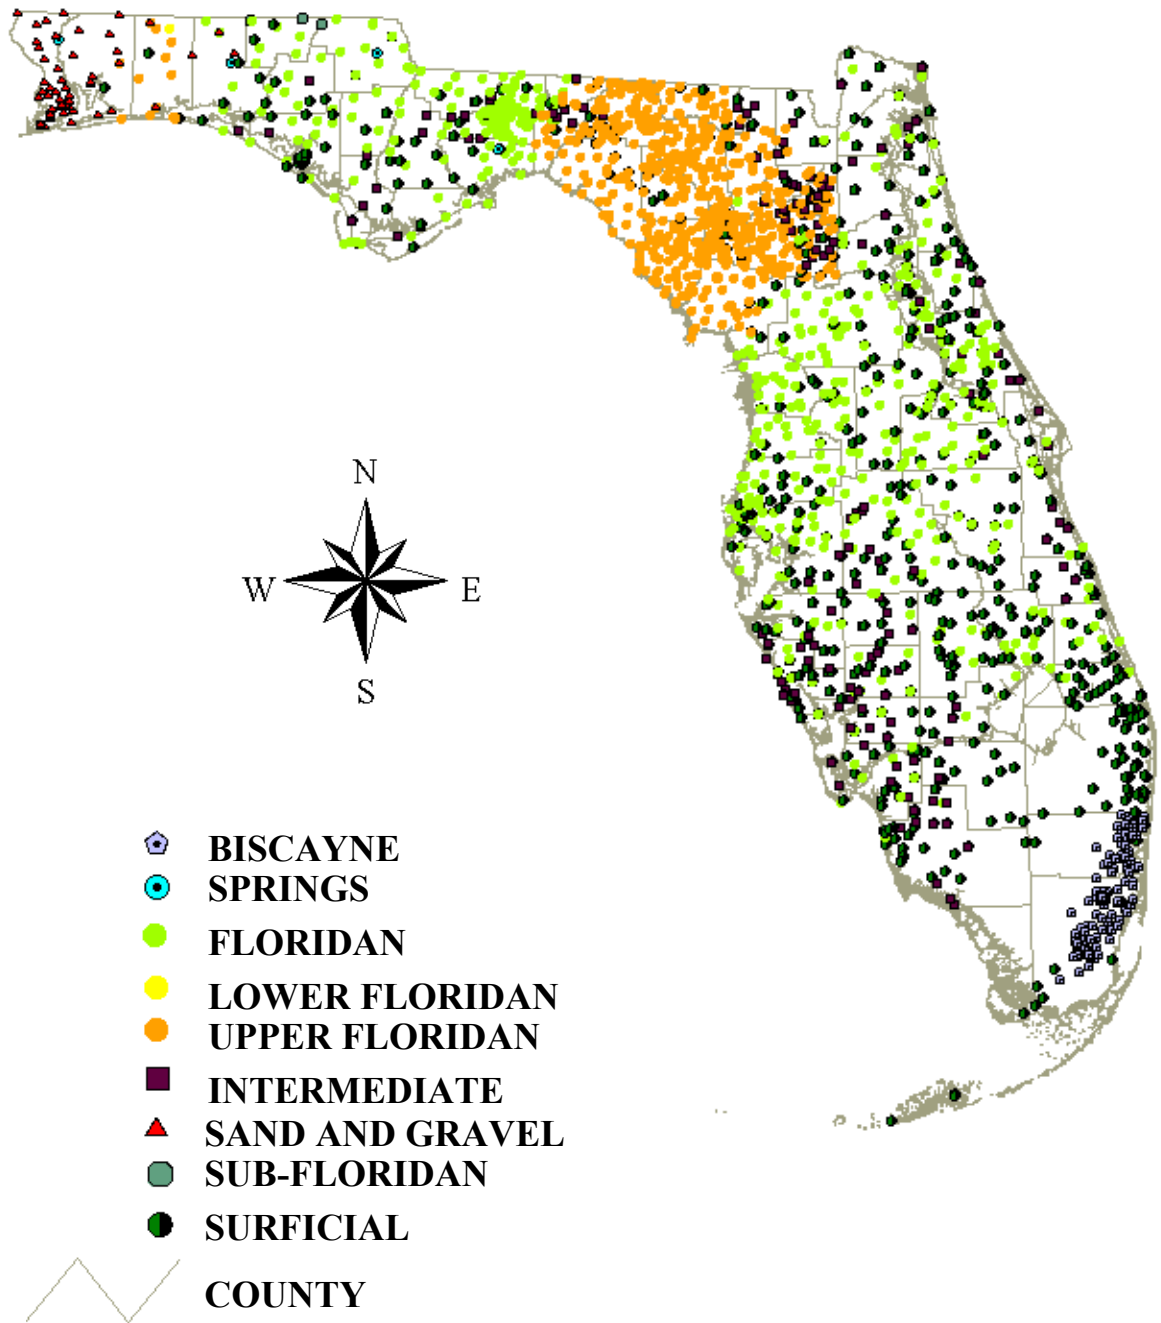 N
W E
S
BISCAYNE
SPRINGS
FLORIDAN
LOWER FLORIDAN
UPPER FLORIDAN
INTERMEDIATE
SAND AND GRAVEL
SUB-FLORIDAN
SURFICIAL
COUNTY